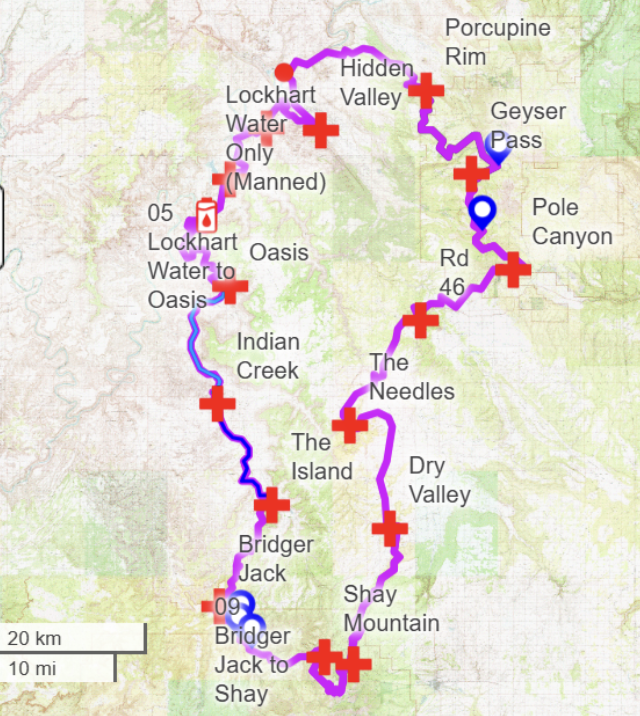 Porcupine
Rim
Hidden
Valley
Lockhart
Water
Only
(Manned)
Geyser
Pass
05
Lockhart
Water to
Oasis
Oasis
Pole
Canyon
Rd
46
Indian
Creek
The
Needles
The
Island
Dry
Valley
Bridger
Jack
Shay
Mountain
09
Bridger
Jack to
Shay
20 km
10 mi